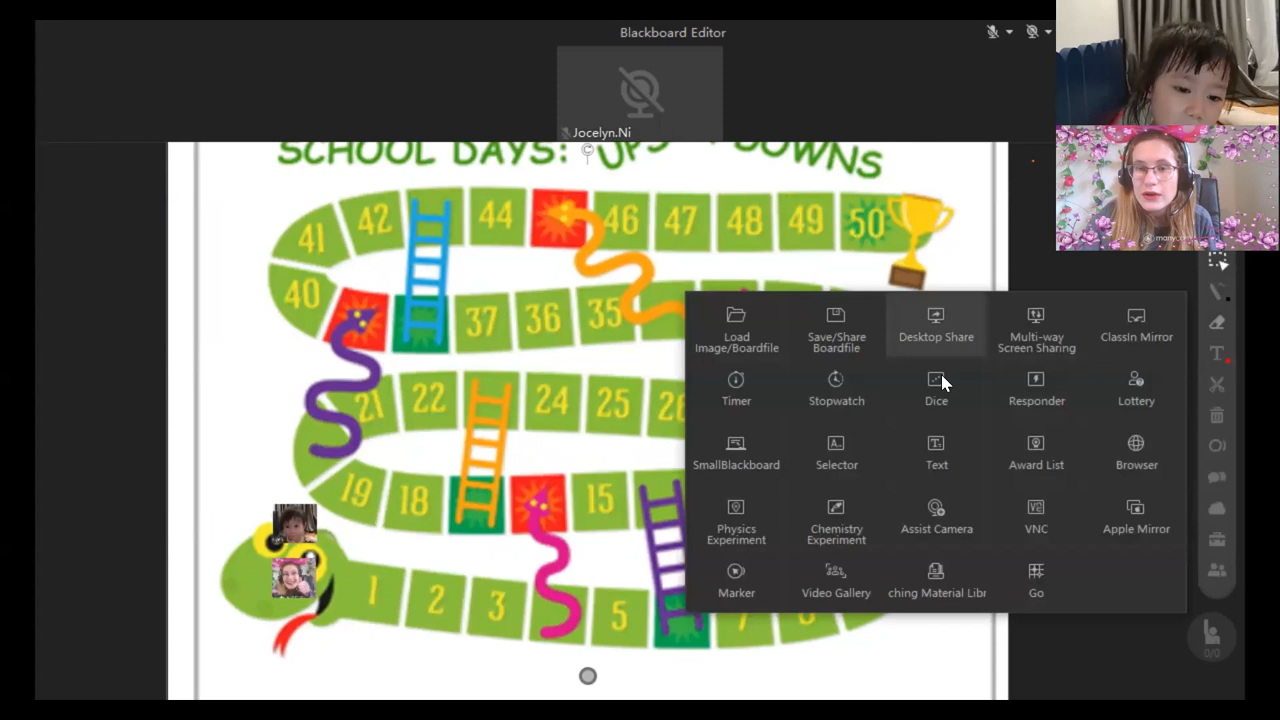 Blackboard Editor
Jocelyn.Ni
SCHOOL DAYS: UPS DOWNS
41 42 44 46 47 48 49 50
40 37 36 35
21 22 24 25
19 18 15
1 2 3 5
Load Image/Boardfile
Save/Share Boardfile
Desktop Share
Multi-way Screen Sharing
ClassIn Mirror
Timer
Stopwatch
Dice
Responder
Lottery
SmallBlackboard
Selector
Text
Award List
Browser
Physics Experiment
Chemistry Experiment
Assist Camera
VNC
Apple Mirror
Marker
Video Gallery
ching Material Libr
Go
0/0